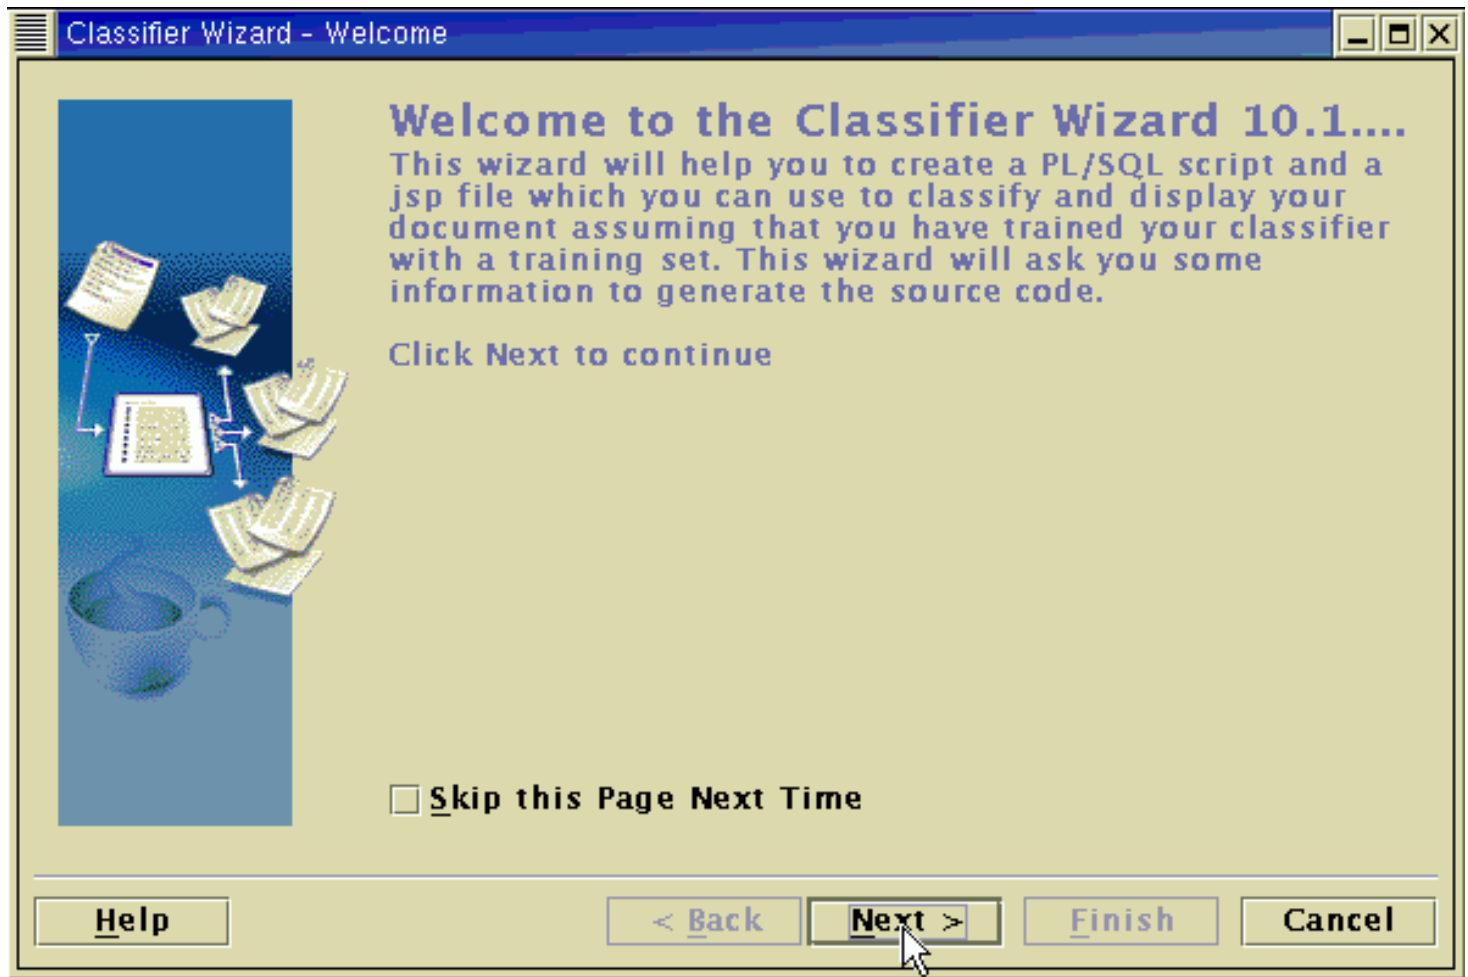 Classifier Wizard - Welcome
Welcome to the Classifier Wizard 10.1....
This wizard will help you to create a PL/SQL script and a
jsp file which you can use to classify and display your
document assuming that you have trained your classifier
with a training set. This wizard will ask you some
information to generate the source code.
Click Next to continue
Skip this Page Next Time
Help < Back Next > Finish Cancel